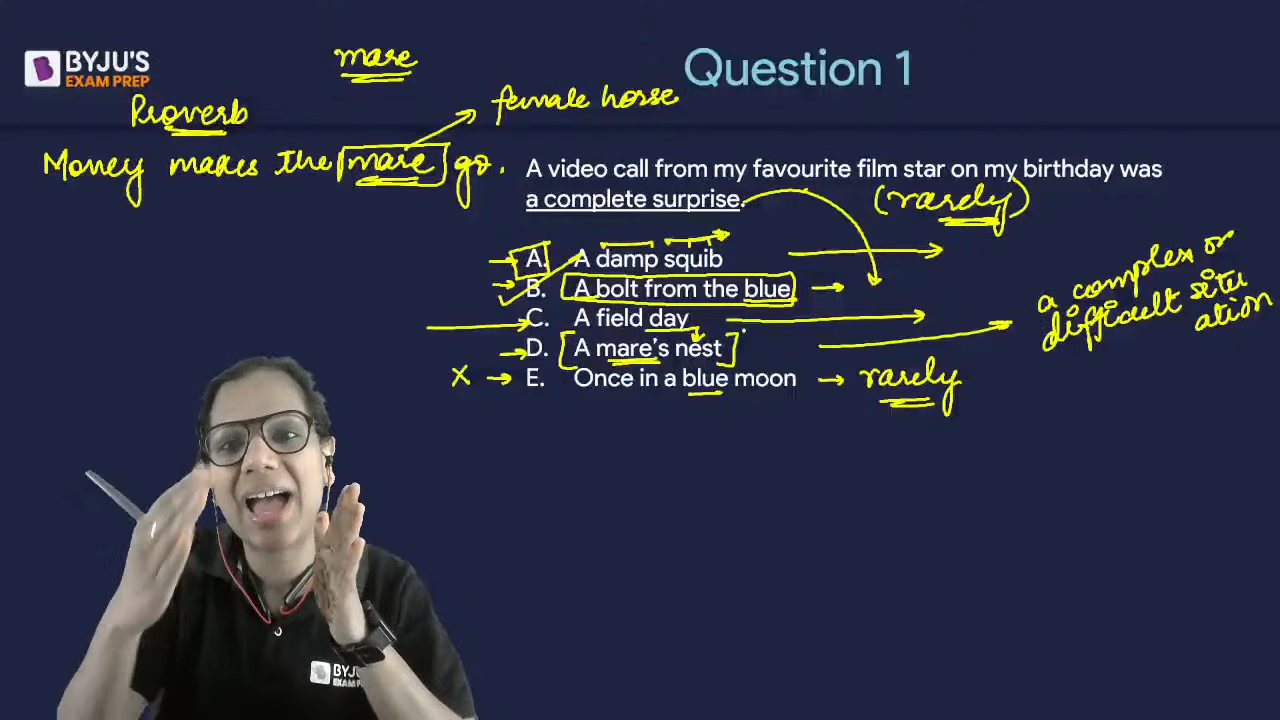 BYJU'S
EXAM PREP
mare
Question 1
Proverb
female horse
Money makes the mare go.
A video call from my favourite film star on my birthday was
a complete surprise.
(rarely)
A. A damp squib
B. A bolt from the blue
C. A field day
D. A mare's nest
E. Once in a blue moon
a complex or
difficult situ
ation
x
rarely
BYJU
EXAM PREP